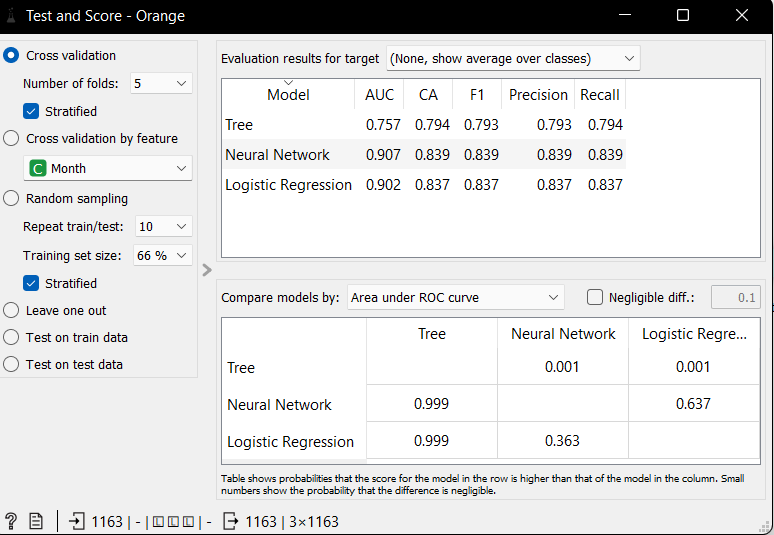 Test and Score - Orange
Cross validation
Number of folds: 5
Stratified
Cross validation by feature
C Month
Random sampling
Repeat train/test: 10
Training set size: 66 %
Stratified
Leave one out
Test on train data
Test on test data
Evaluation results for target (None, show average over classes)
Model AUC CA F1 Precision Recall
Tree 0.757 0.794 0.793 0.793 0.794
Neural Network 0.907 0.839 0.839 0.839 0.839
Logistic Regression 0.902 0.837 0.837 0.837 0.837
Compare models by: Area under ROC curve Negligible diff.: 0.1
Tree Neural Network Logistic Regre...
Tree 0.001 0.001
Neural Network 0.999 0.637
Logistic Regression 0.999 0.363
Table shows probabilities that the score for the model in the row is higher than that of the model in the column. Small
numbers show the probability that the difference is negligible.
? 1163 | - | L L L | - 1163 | 3×1163